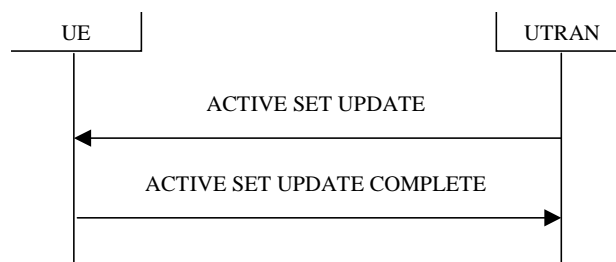 UE
UTRAN
ACTIVE SET UPDATE
ACTIVE SET UPDATE COMPLETE